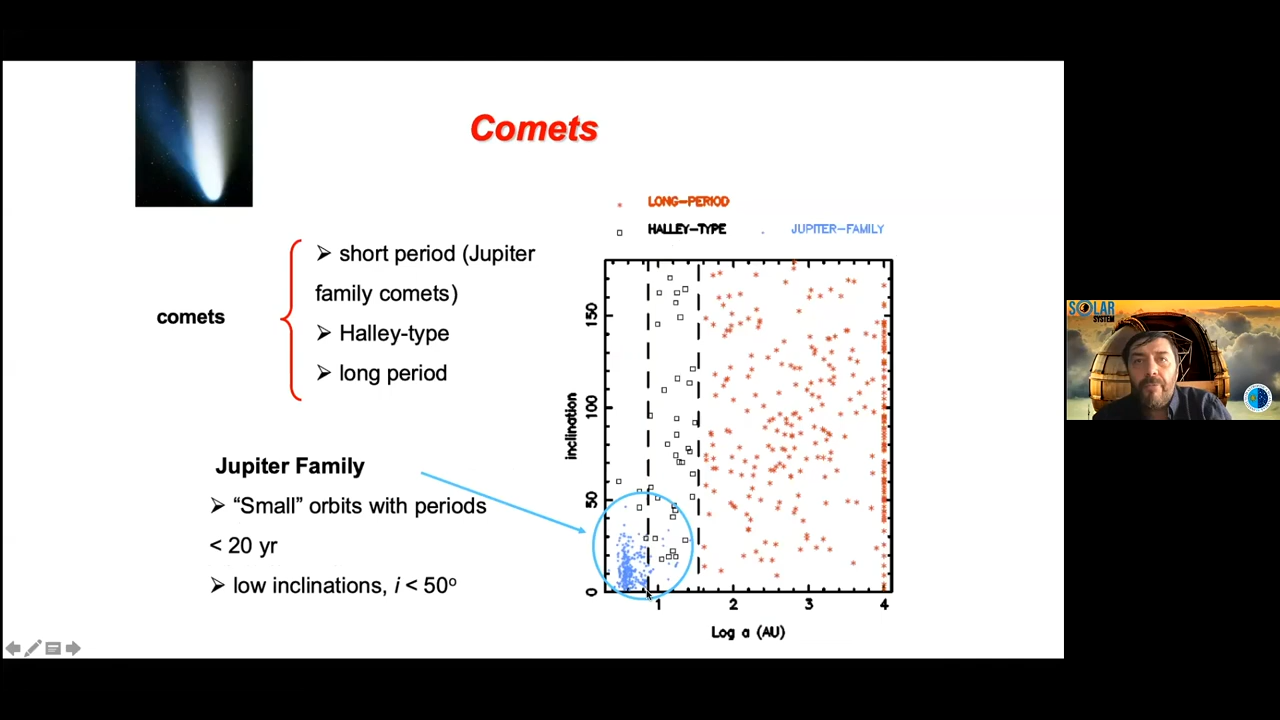 Comets
LONG-PERIOD
HALLEY-TYPE
JUPITER-FAMILY
comets
➢ short period (Jupiter
family comets)
➢ Halley-type
➢ long period
Jupiter Family
➢ “Small” orbits with periods
< 20 yr
➢ low inclinations, i < 50º
inclination
150
100
50
0
1 2 3 4
Log a (AU)
SOLAR
SYSTEM